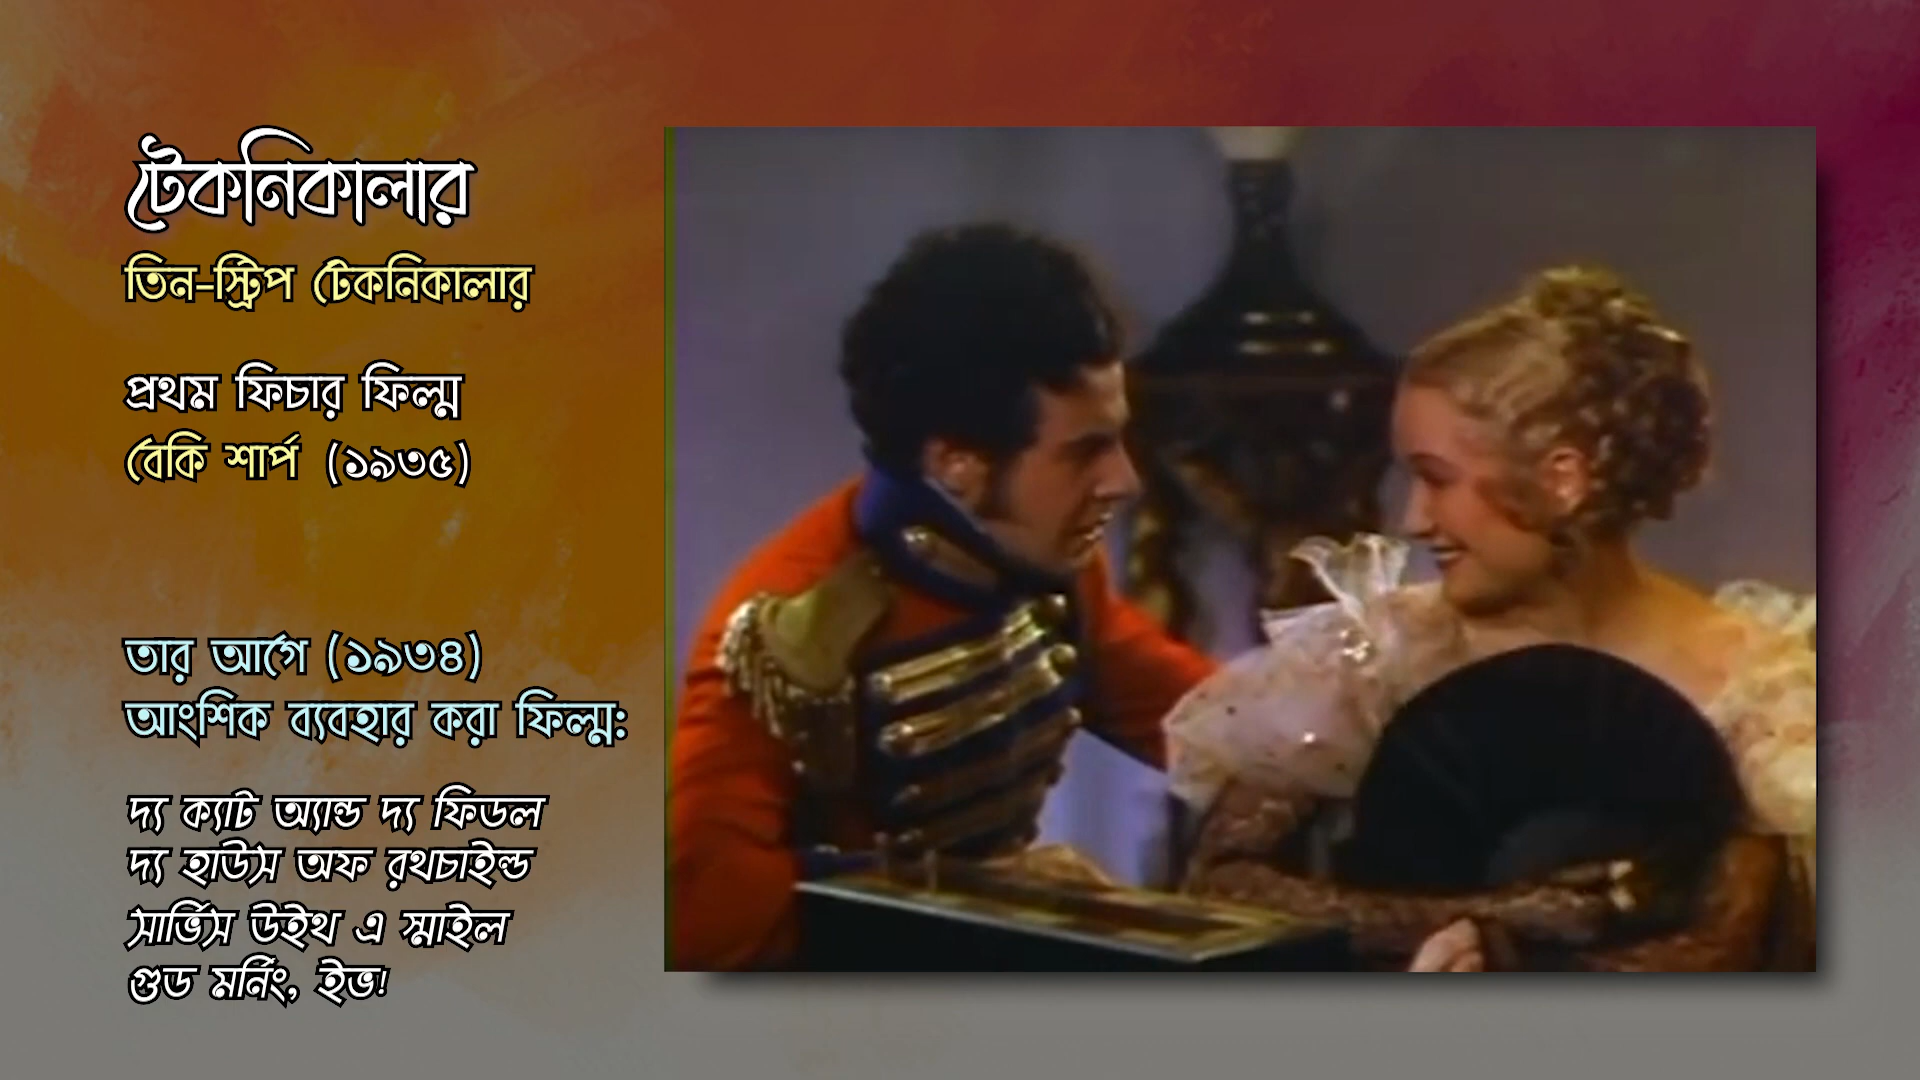 টেকনিকালার
তিন-স্ট্রিপ টেকনিকালার
প্রথম ফিচার ফিল্ম
বেকি শার্প (১৯৩৫)
তার আগে (১৯৩৪)
আংশিক ব্যবহার করা ফিল্ম:
দ্য ক্যাট অ্যান্ড দ্য ফিডল
দ্য হাউস অফ রথচাইল্ড
সার্ভিস উইথ এ স্মাইল
গুড মর্নিং, ইভ!